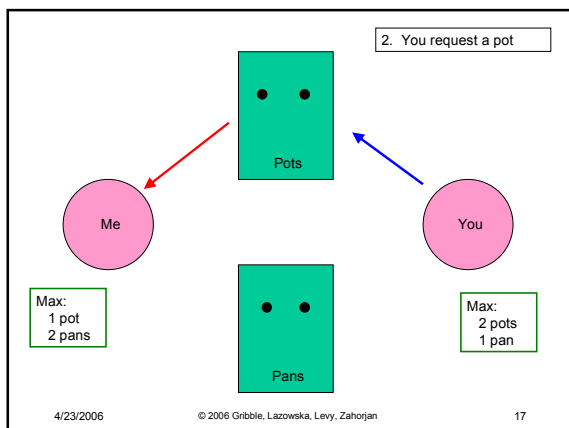 2. You request a pot
Pots
Me
You
Max:
1 pot
2 pans
Max:
2 pots
1 pan
Pans
4/23/2006
© 2006 Gribble, Lazowska, Levy, Zahorjan
17